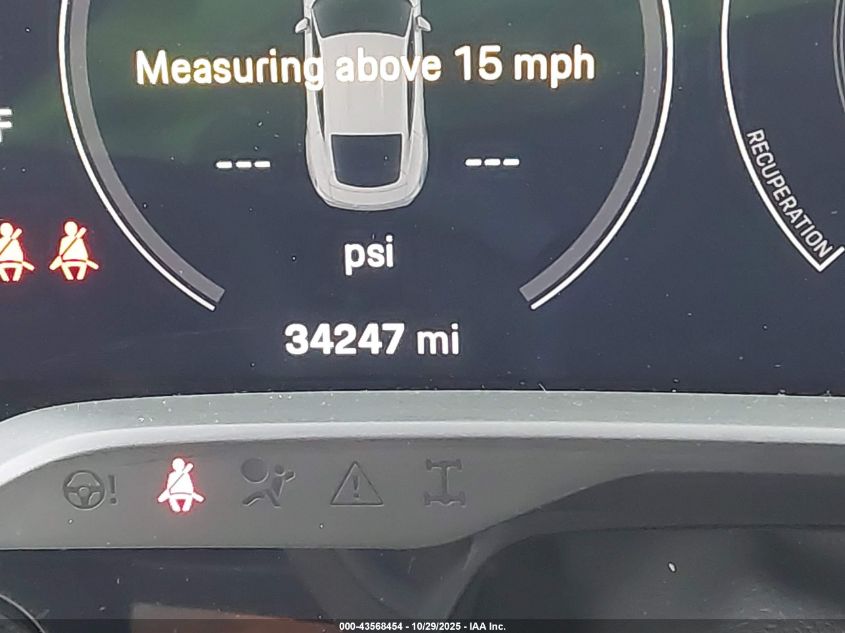 Measuring above 15 mph
F
--- ---
RECUPERATION
psi
34247 mi
!
000-43568454 - 10/29/2025 - IAA Inc.